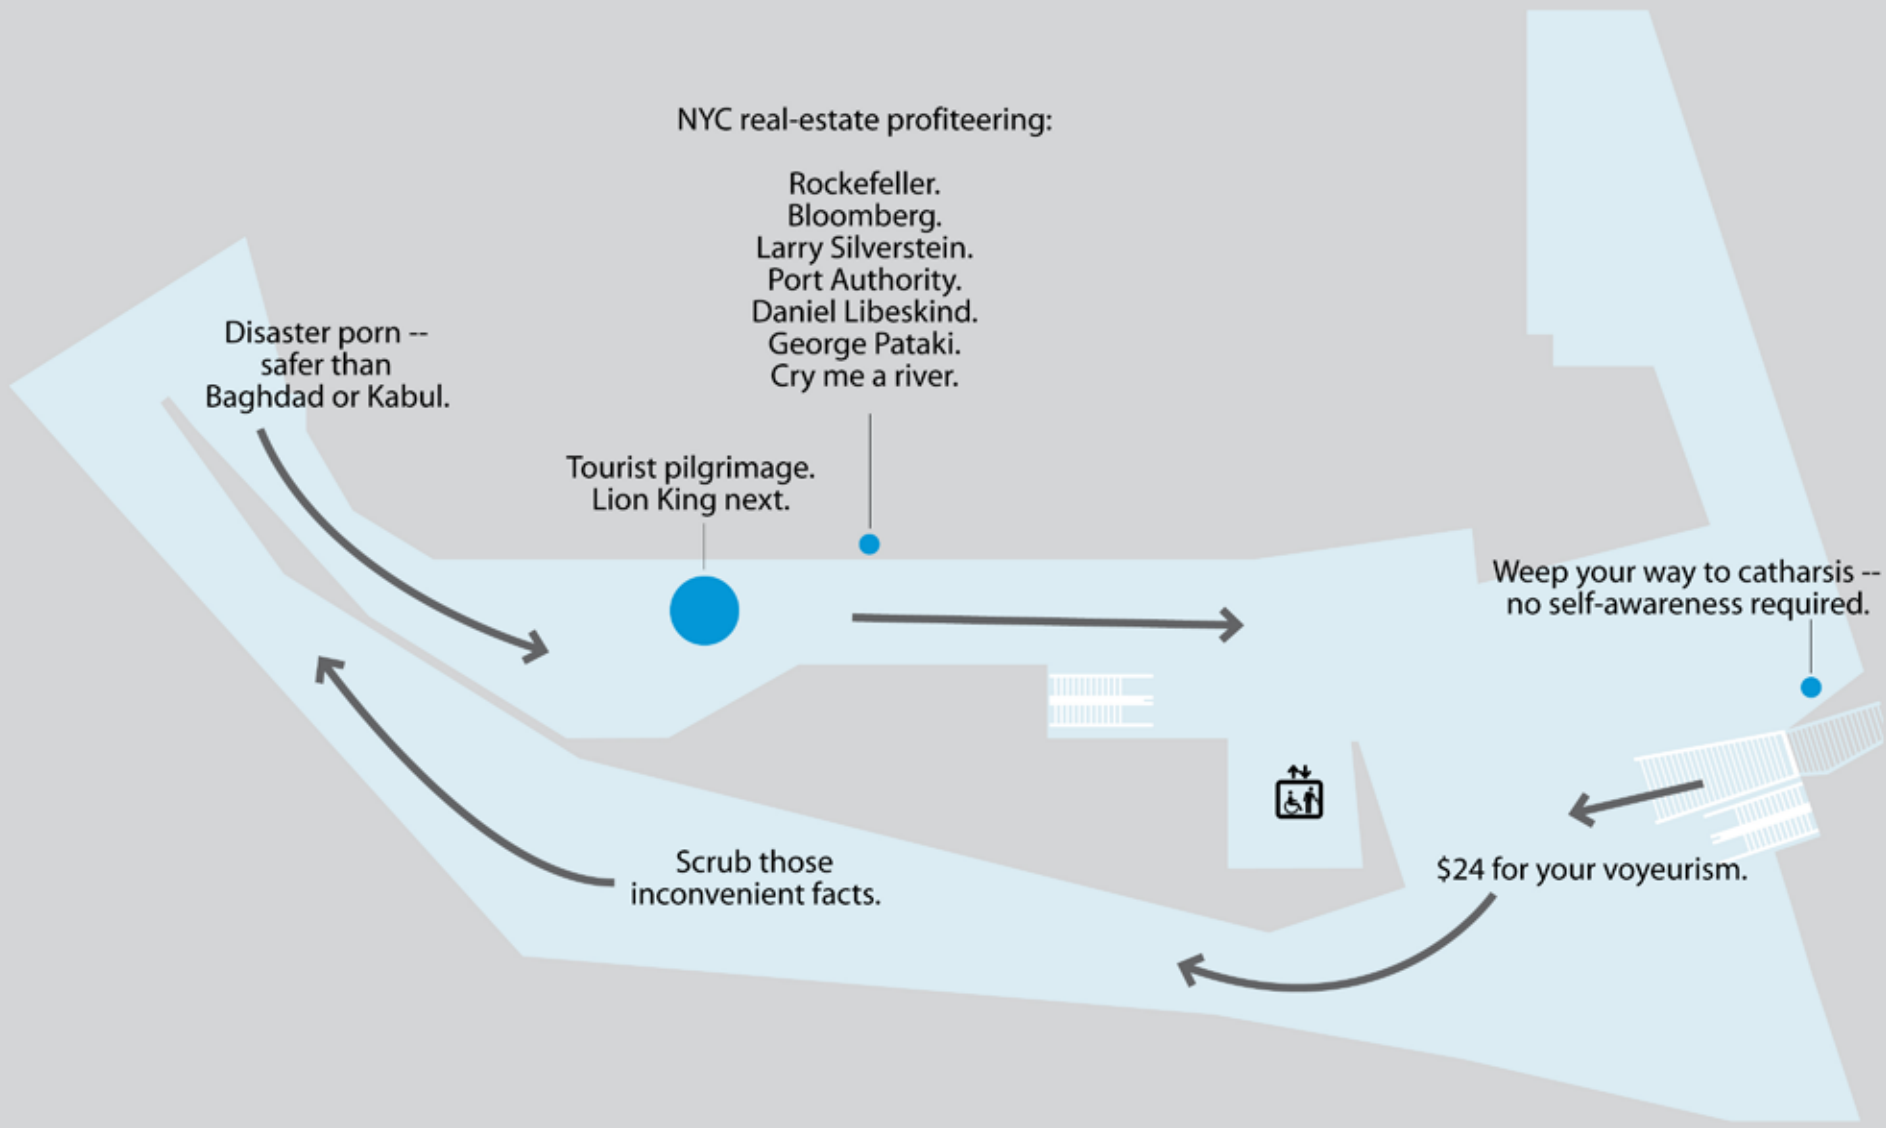 NYC real-estate profiteering:
Rockefeller.
Bloomberg.
Larry Silverstein.
Port Authority.
Daniel Libeskind.
George Pataki.
Cry me a river.
Disaster porn --
safer than
Baghdad or Kabul.
Tourist pilgrimage.
Lion King next.
Weep your way to catharsis --
no self-awareness required.
Scrub those
inconvenient facts.
$24 for your voyeurism.